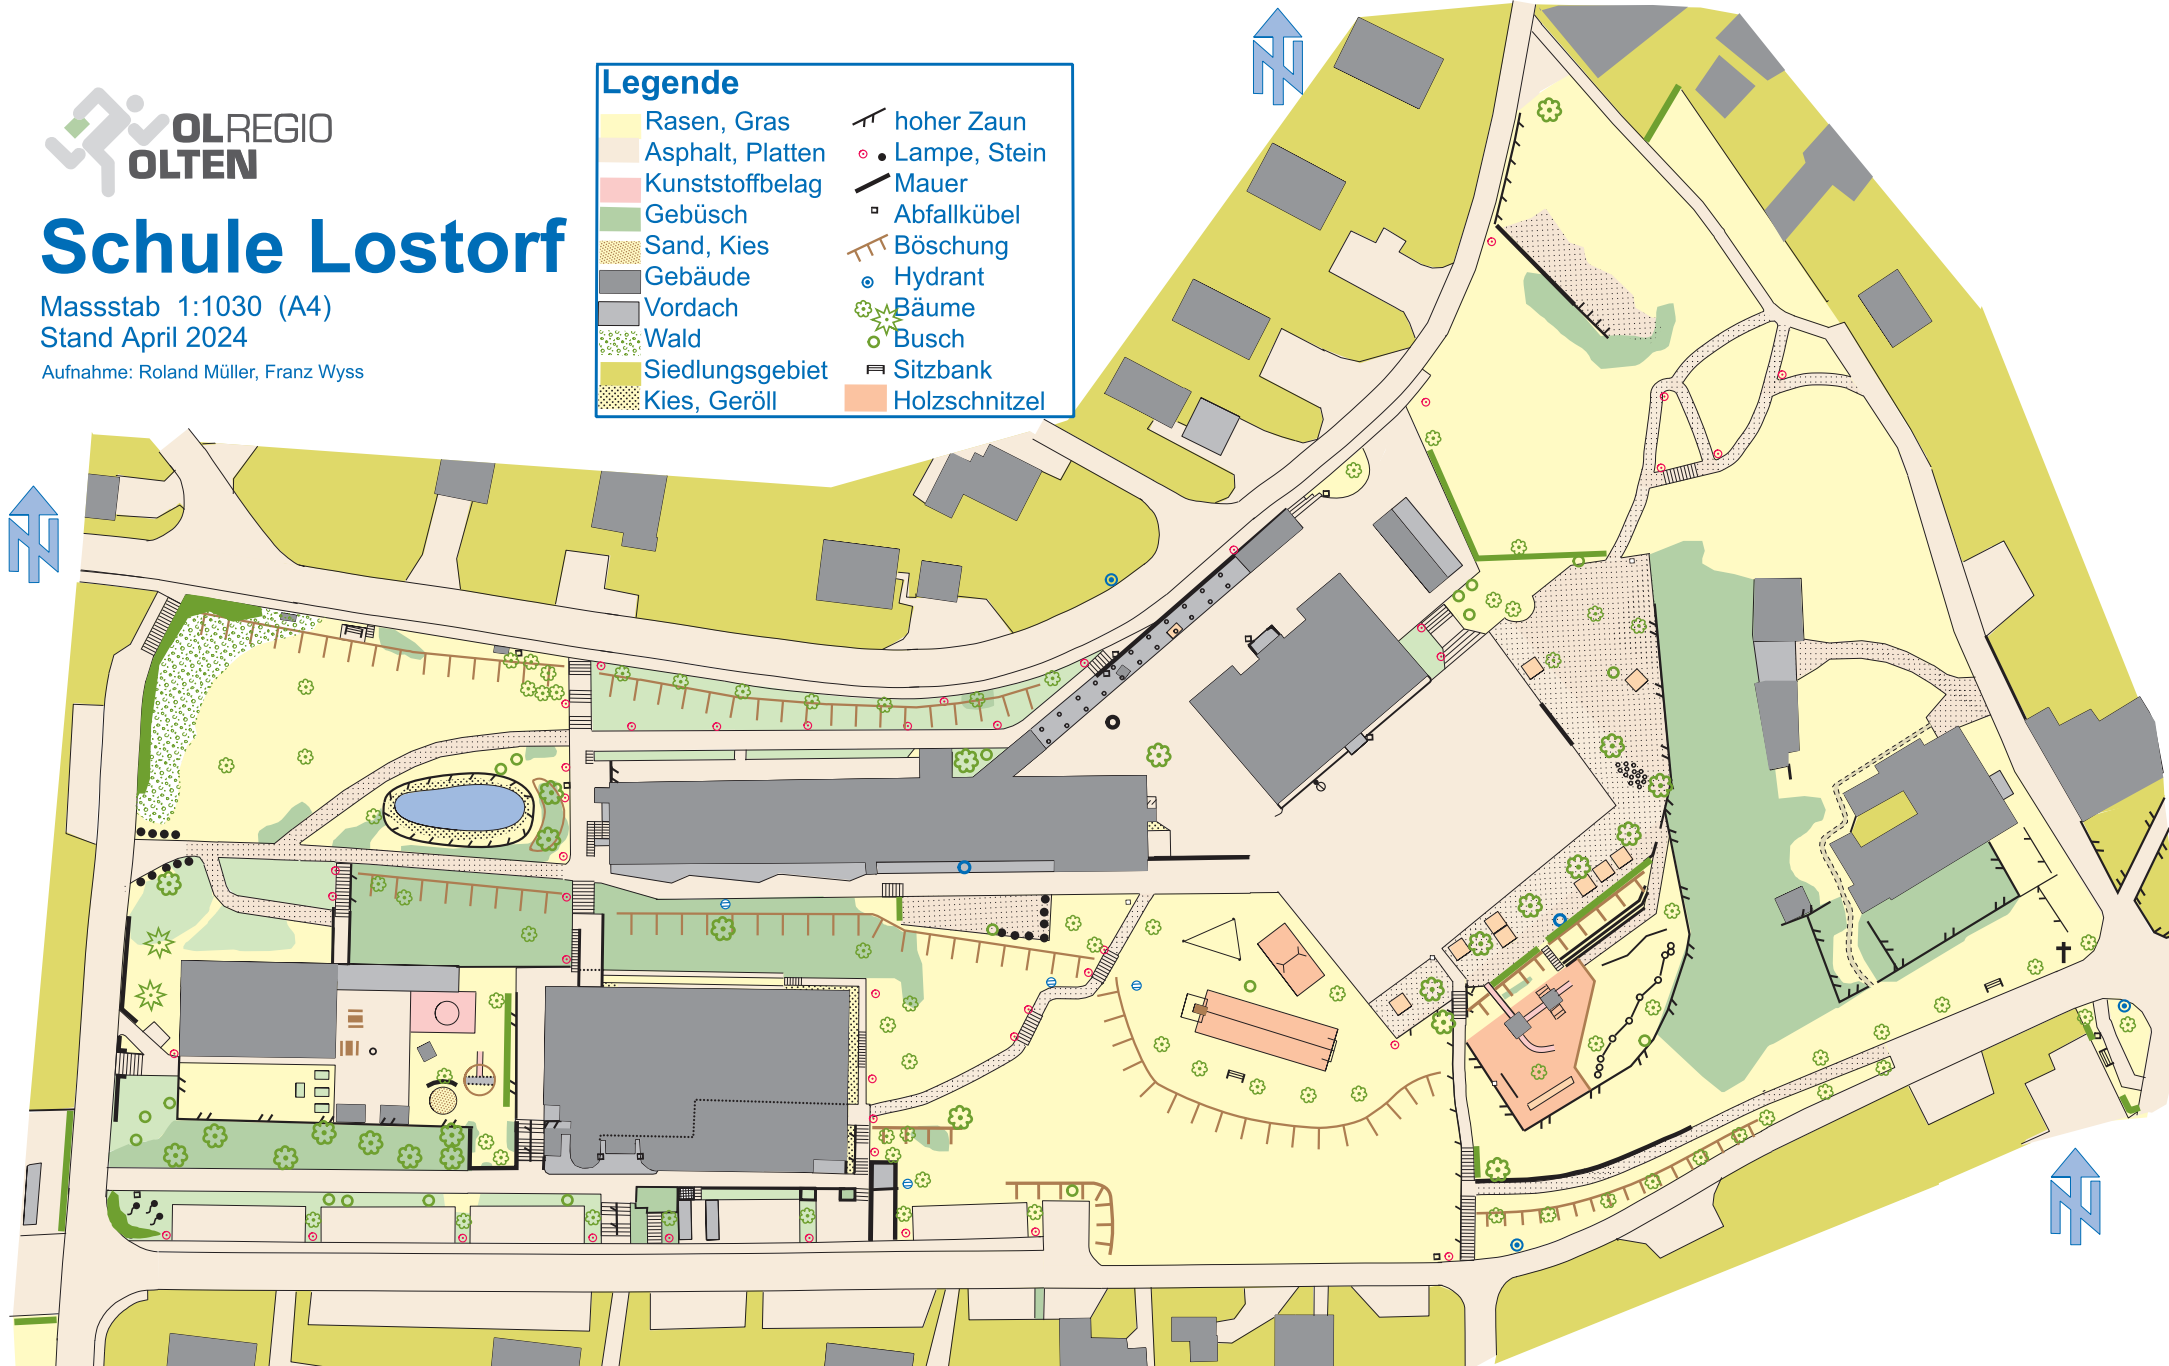 OLREGIO
OLTEN
Schule Lostorf
Massstab 1:1030 (A4)
Stand April 2024
Aufnahme: Roland Müller, Franz Wyss
Legende
Rasen, Gras
Asphalt, Platten
Kunststoffbelag
Gebüsch
Sand, Kies
Gebäude
Vordach
Wald
Siedlungsgebiet
Kies, Geröll
hoher Zaun
Lampe, Stein
Mauer
Abfallkübel
Böschung
Hydrant
Bäume
Busch
Sitzbank
Holzschnitzel
N
N
N